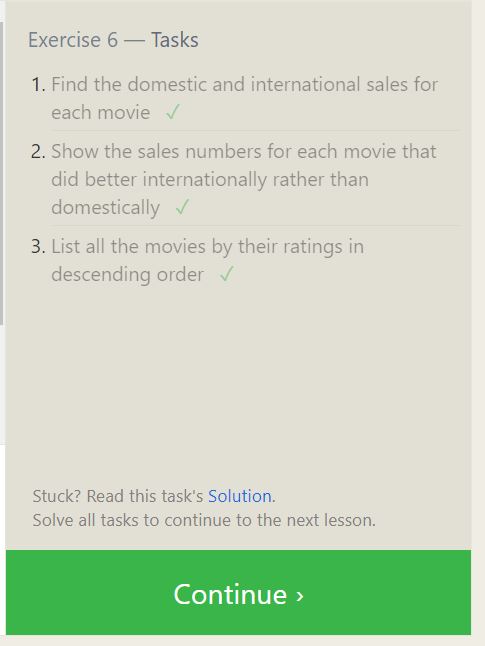 Exercise 6 — Tasks
1. Find the domestic and international sales for
each movie ✓
2. Show the sales numbers for each movie that
did better internationally rather than
domestically ✓
3. List all the movies by their ratings in
descending order ✓
Stuck? Read this task's Solution.
Solve all tasks to continue to the next lesson.
Continue ›